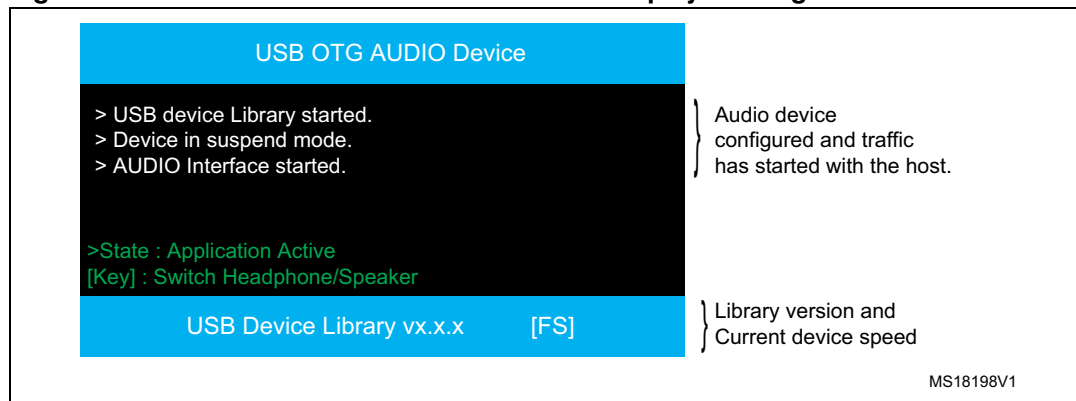 USB OTG AUDIO Device
> USB device Library started.
> Device in suspend mode.
> AUDIO Interface started.
Audio device
configured and traffic
has started with the host.
>State : Application Active
[Key] : Switch Headphone/Speaker
USB Device Library vx.x.x [FS]
Library version and
Current device speed
MS18198V1